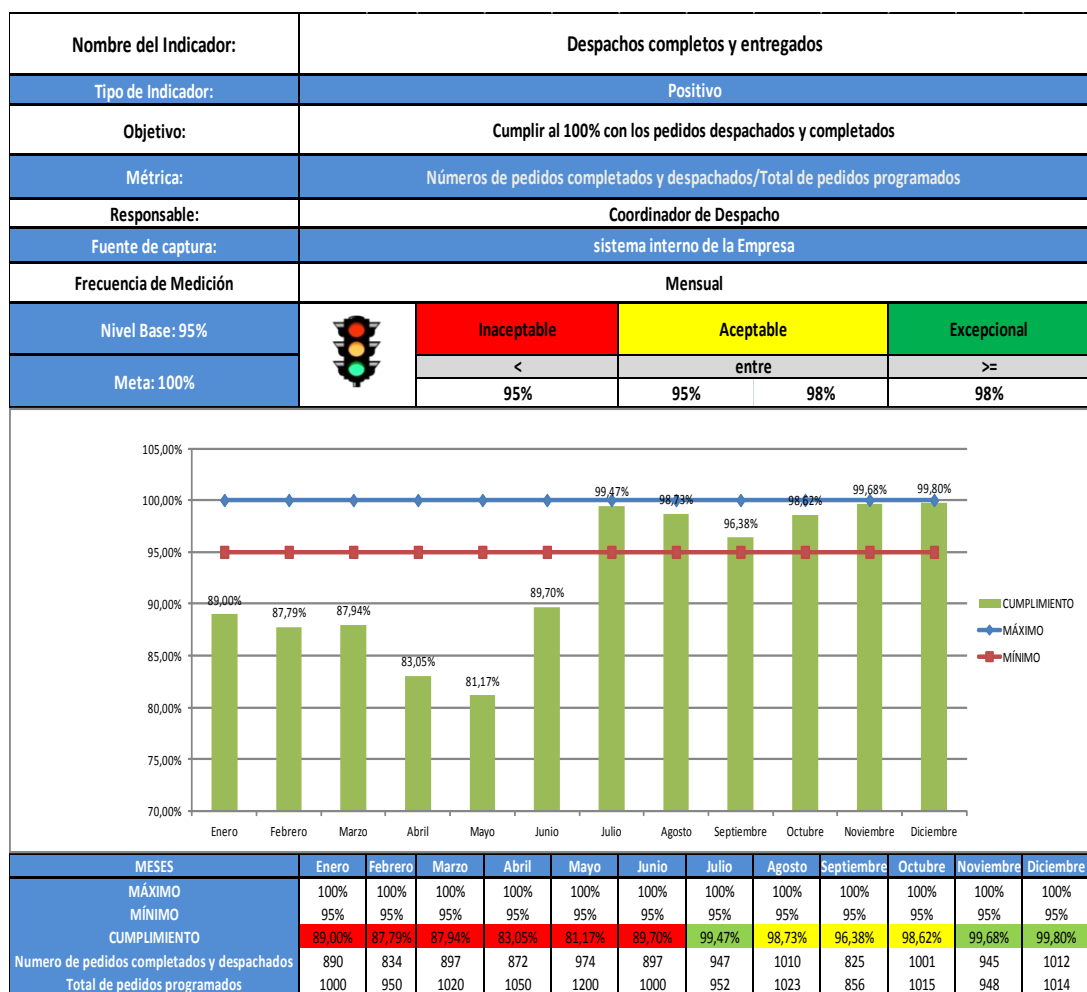 Nombre del Indicador: Despachos completos y entregados
Tipo de Indicador: Positivo
Objetivo: Cumplir al 100% con los pedidos despachados y completados
Métrica: Números de pedidos completados y despachados/Total de pedidos programados
Responsable: Coordinador de Despacho
Fuente de captura: sistema interno de la Empresa
Frecuencia de Medición Mensual
Nivel Base: 95% Inaceptable Aceptable Excepcional
Meta: 100% < entre >=
95% 95% 98% 98%
105,00%
100,00%
95,00%
90,00%
85,00%
80,00%
75,00%
70,00%
89,00% 87,79% 87,94% 83,05% 81,17% 89,70% 99,47% 98,73% 96,38% 98,62% 99,68% 99,80%
Enero Febrero Marzo Abril Mayo Junio Julio Agosto Septiembre Octubre Noviembre Diciembre
CUMPLIMIENTO
MÁXIMO
MÍNIMO
MESES Enero Febrero Marzo Abril Mayo Junio Julio Agosto Septiembre Octubre Noviembre Diciembre
MÁXIMO 100% 100% 100% 100% 100% 100% 100% 100% 100% 100% 100% 100%
MÍNIMO 95% 95% 95% 95% 95% 95% 95% 95% 95% 95% 95% 95%
CUMPLIMIENTO 89,00% 87,79% 87,94% 83,05% 81,17% 89,70% 99,47% 98,73% 96,38% 98,62% 99,68% 99,80%
Numero de pedidos completados y despachados 890 834 897 872 974 897 947 1010 825 1001 945 1012
Total de pedidos programados 1000 950 1020 1050 1200 1000 952 1023 856 1015 948 1014